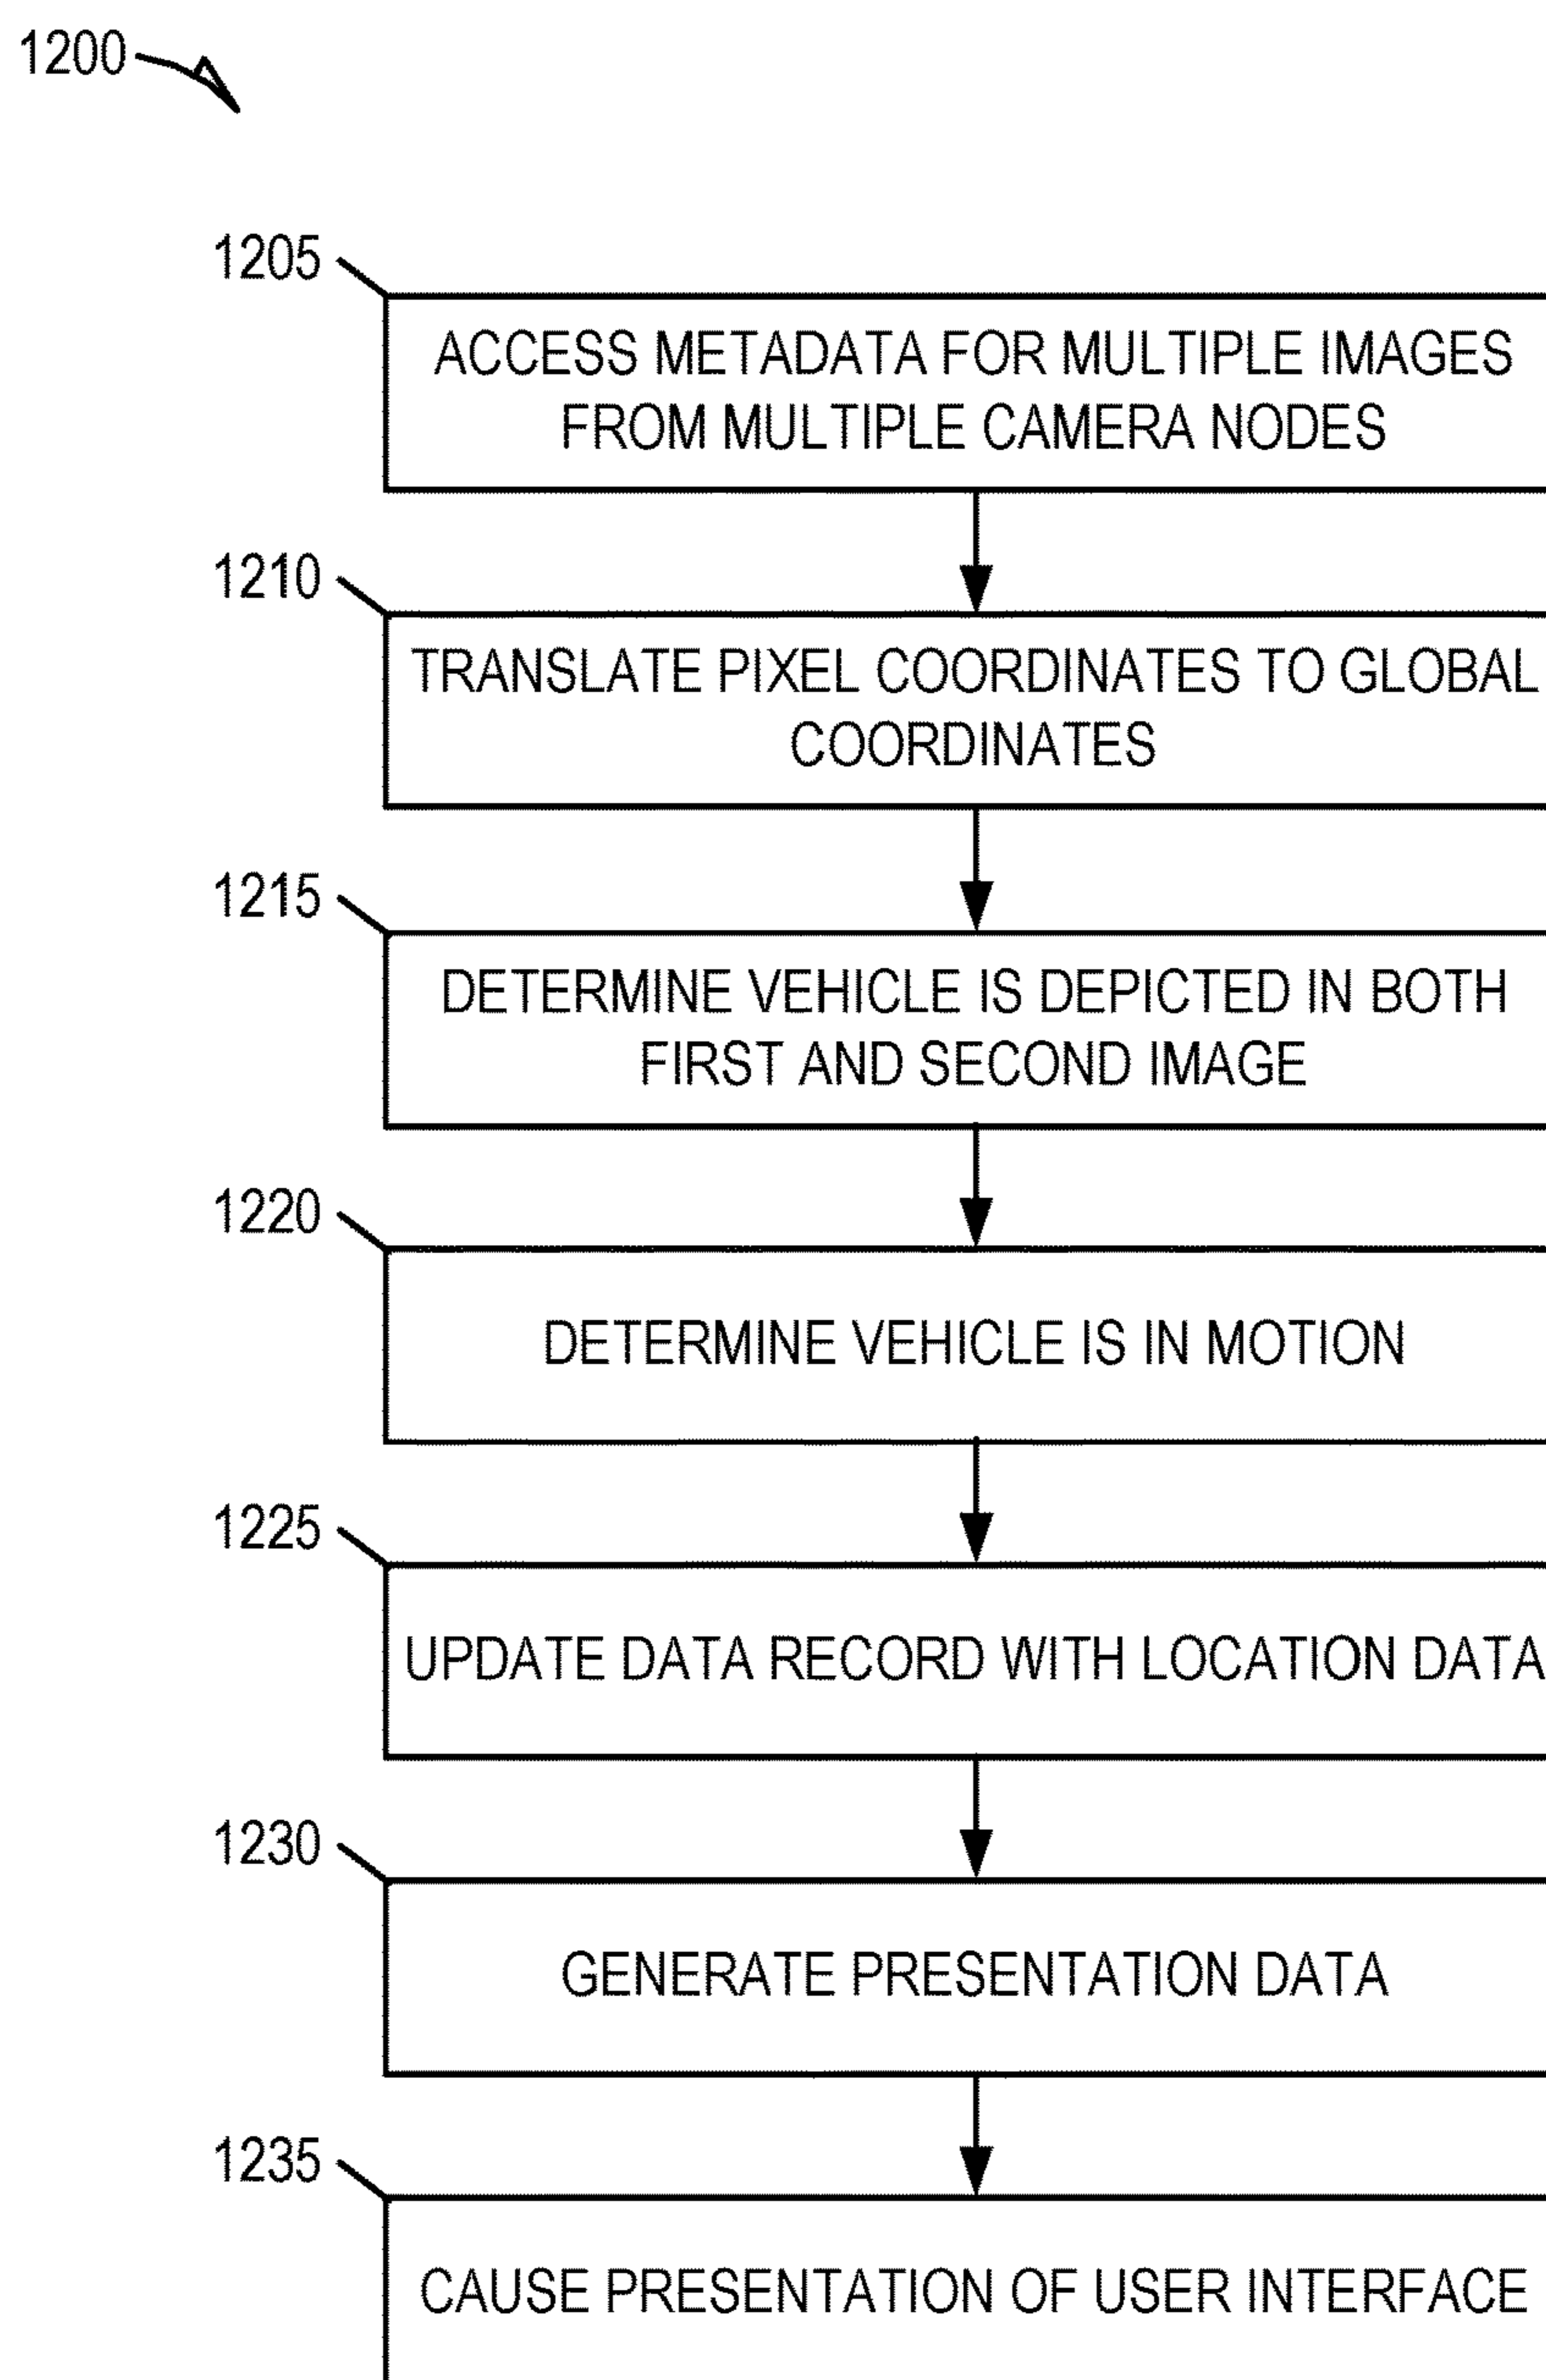 1200
1205
ACCESS METADATA FOR MULTIPLE IMAGES
FROM MULTIPLE CAMERA NODES
1210
TRANSLATE PIXEL COORDINATES TO GLOBAL
COORDINATES
1215
DETERMINE VEHICLE IS DEPICTED IN BOTH
FIRST AND SECOND IMAGE
1220
DETERMINE VEHICLE IS IN MOTION
1225
UPDATE DATA RECORD WITH LOCATION DATA
1230
GENERATE PRESENTATION DATA
1235
CAUSE PRESENTATION OF USER INTERFACE